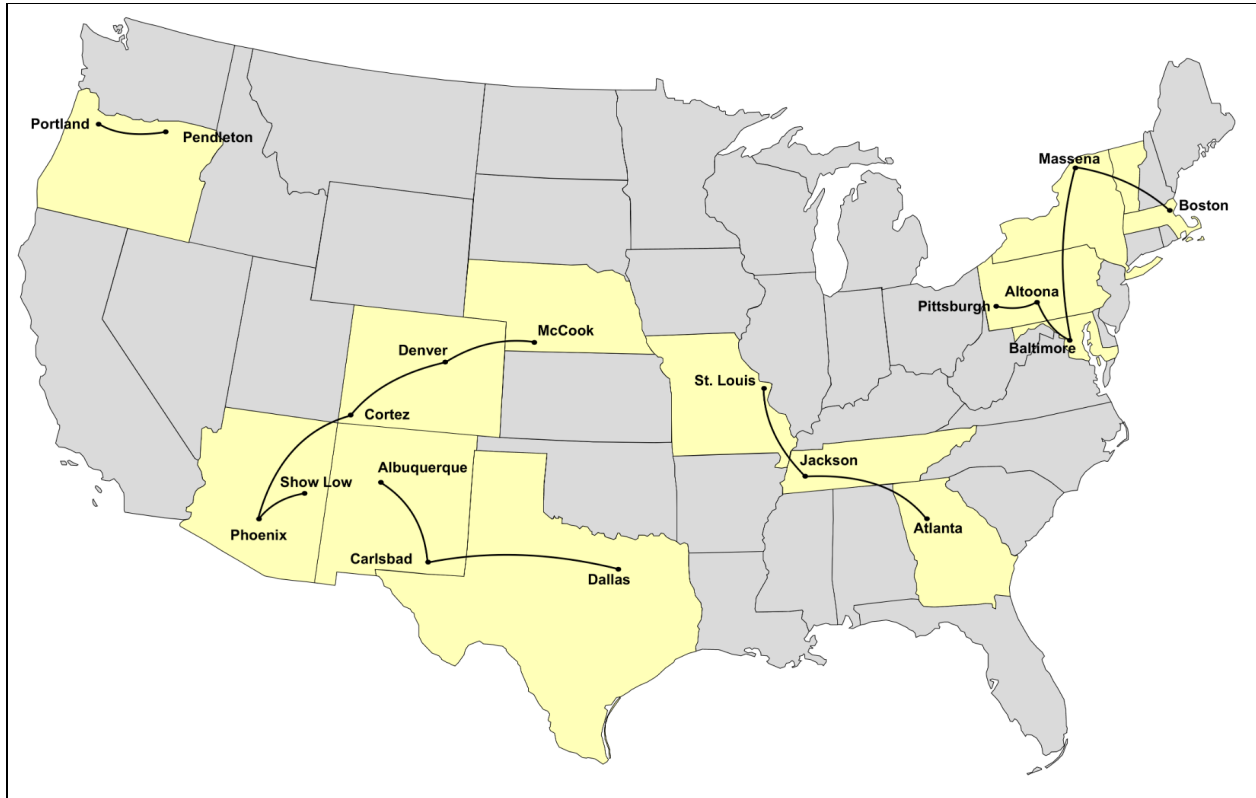 Portland
Pendleton
Massena
Boston
Altoona
Pittsburgh
Baltimore
McCook
Denver
St. Louis
Cortez
Jackson
Albuquerque
Show Low
Phoenix
Atlanta
Carlsbad
Dallas